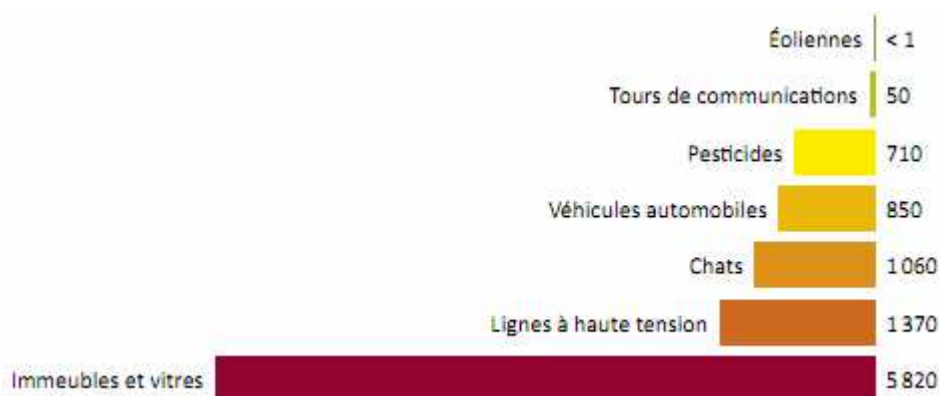 Éoliennes < 1
Tours de communications 50
Pesticides 710
Véhicules automobiles 850
Chats 1 060
Lignes à haute tension 1 370
Immeubles et vitres 5 820